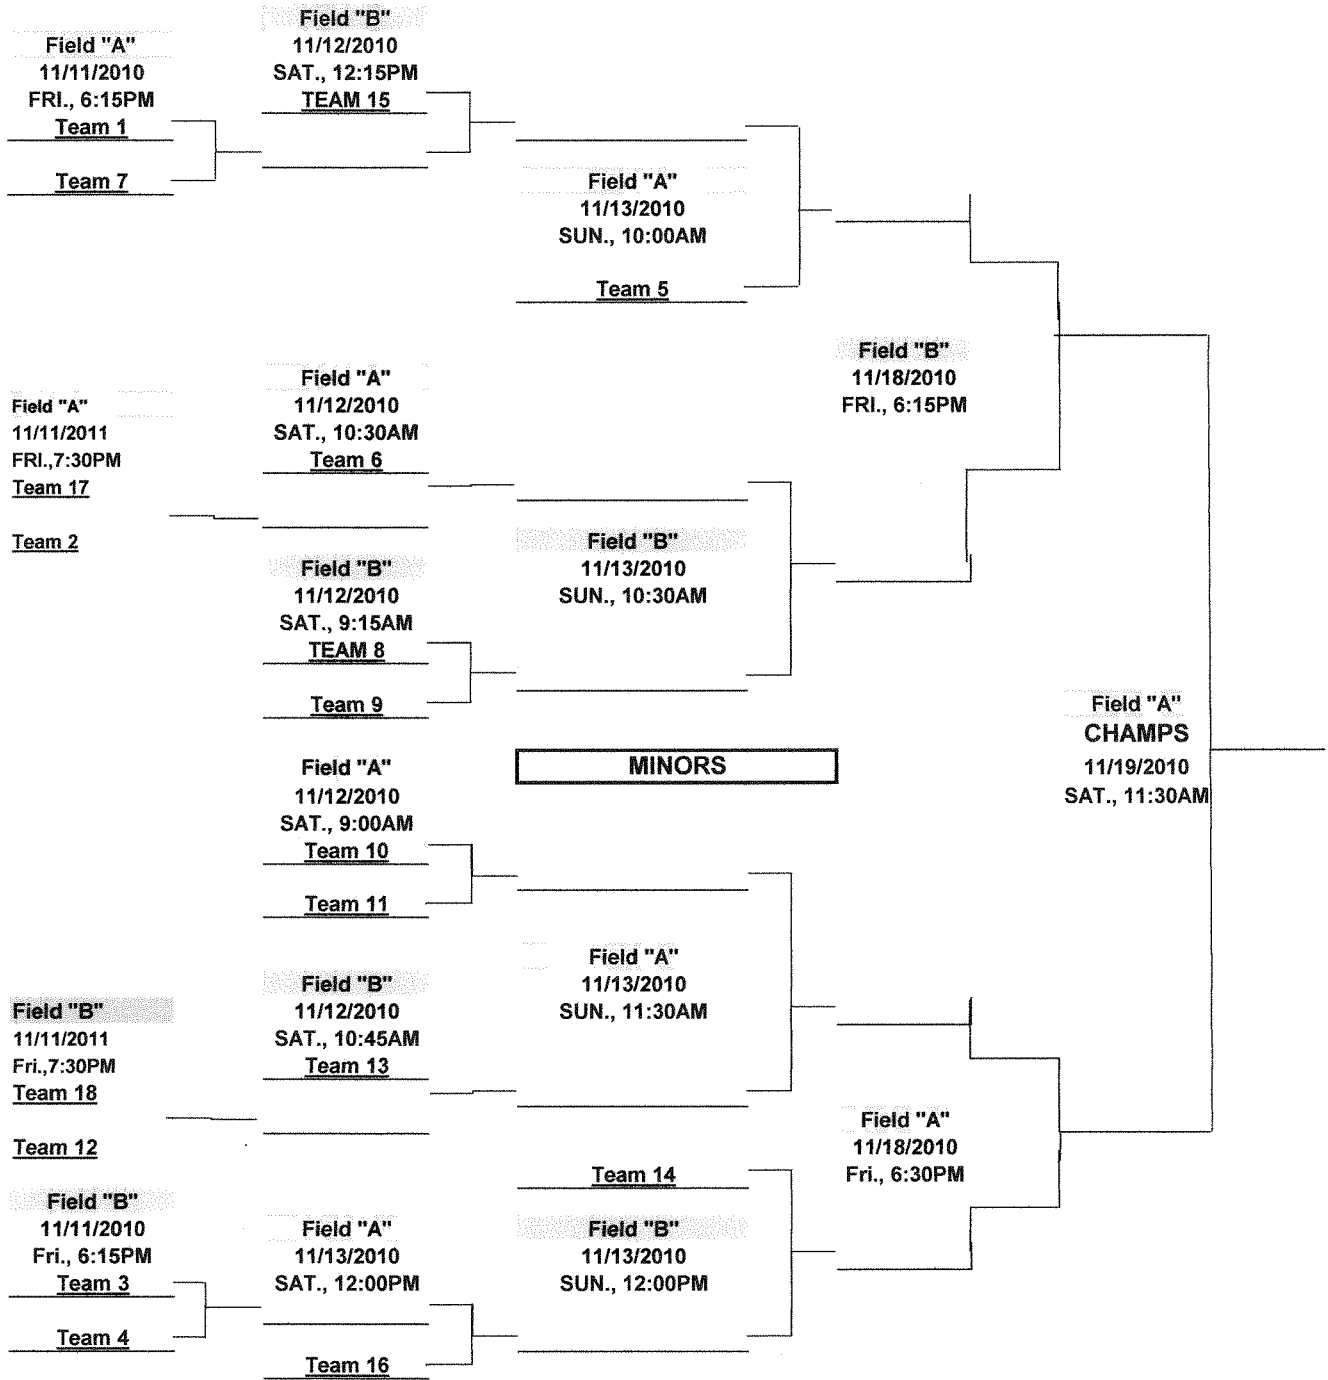 Field "A"
11/11/2010
FRI., 6:15PM
Team 1
Team 7
Field "B"
11/12/2010
SAT., 12:15PM
TEAM 15
Field "A"
11/13/2010
SUN., 10:00AM
Team 5
Field "A"
11/11/2011
FRI.,7:30PM
Team 17
Team 2
Field "A"
11/12/2010
SAT., 10:30AM
Team 6
Field "B"
11/12/2010
SAT., 9:15AM
TEAM 8
Team 9
Field "B"
11/13/2010
SUN., 10:30AM
Field "B"
11/18/2010
FRI., 6:15PM
MINORS
Field "A"
CHAMPS
11/19/2010
SAT., 11:30AM
Field "A"
11/12/2010
SAT., 9:00AM
Team 10
Team 11
Field "B"
11/11/2011
Fri.,7:30PM
Team 18
Team 12
Field "B"
11/12/2010
SAT., 10:45AM
Team 13
Field "A"
11/13/2010
SUN., 11:30AM
Field "A"
11/18/2010
Fri., 6:30PM
Field "B"
11/11/2010
Fri., 6:15PM
Team 3
Team 4
Field "A"
11/13/2010
SAT., 12:00PM
Team 16
Team 14
Field "B"
11/13/2010
SUN., 12:00PM